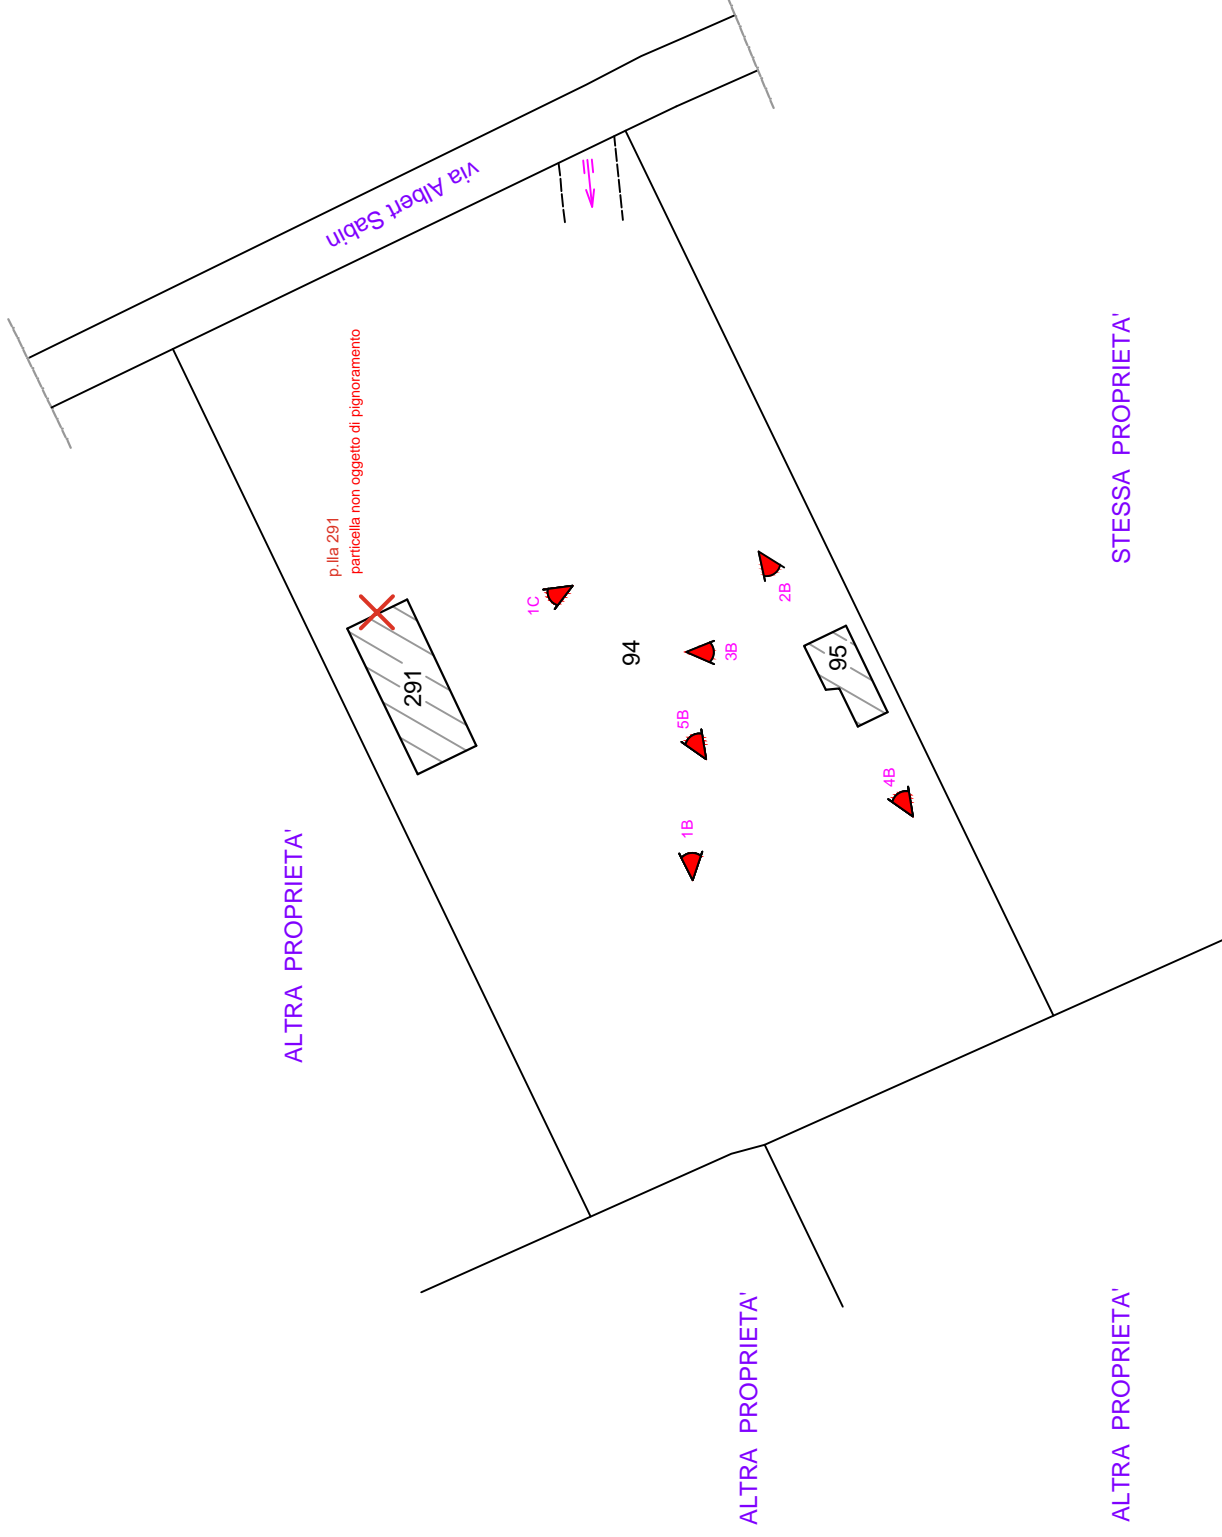 via Albert Sabin
p.lla 291
particella non oggetto di pignoramento
STESSA PROPRIETA'
1C
2B
94
3B
95
291
5B
4B
1B
ALTRA PROPRIETA'
ALTRA PROPRIETA'
ALTRA PROPRIETA'